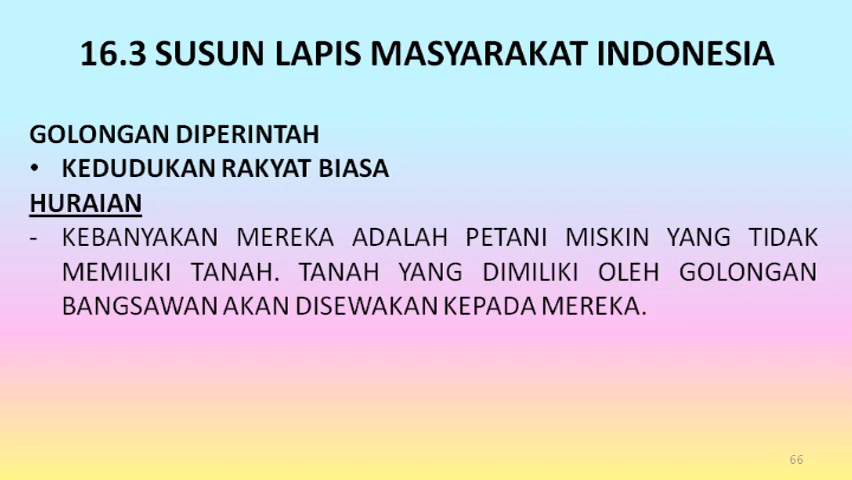 16.3 SUSUN LAPIS MASYARAKAT INDONESIA
GOLONGAN DIPERINTAH
• KEDUDUKAN RAKYAT BIASA
HURAIAN
- KEBANYAKAN MEREKA ADALAH PETANI MISKIN YANG TIDAK
MEMILIKI TANAH. TANAH YANG DIMILIKI OLEH GOLONGAN
BANGSAWAN AKAN DISEWAKAN KEPADA MEREKA.
66